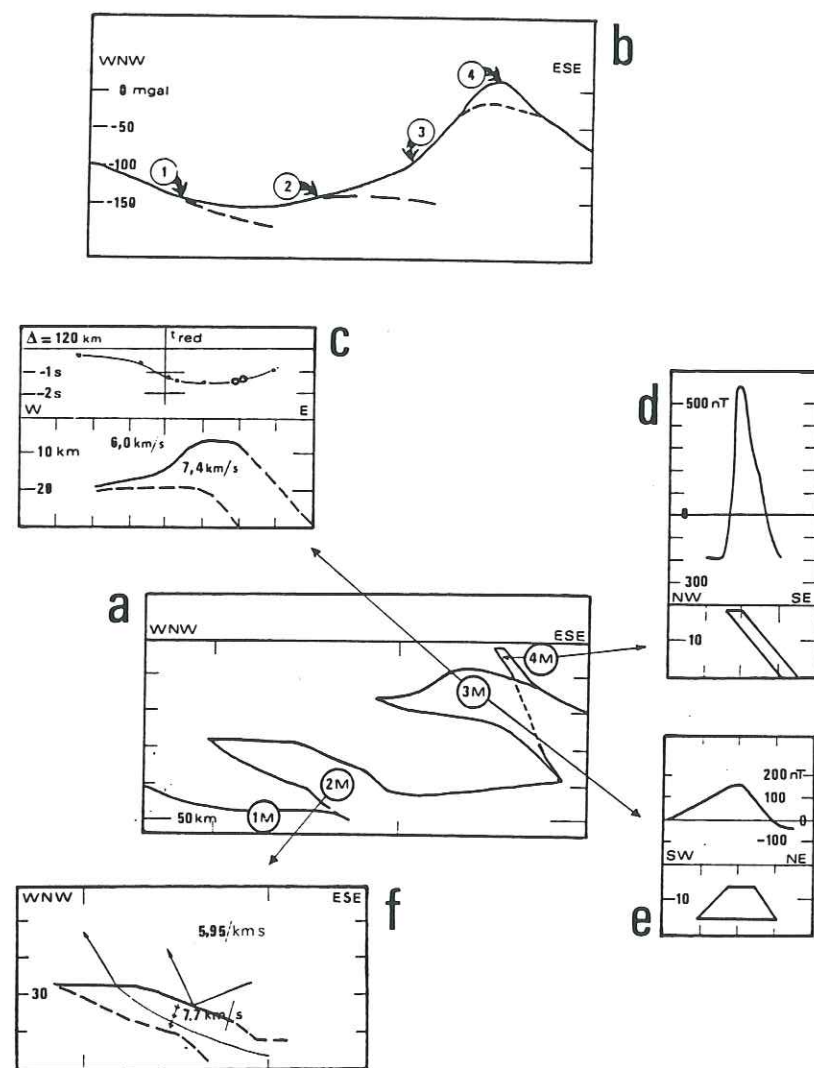 b
WNW
ESE
0 mgal
-50
-100
-150
1
2
3
4
c
Δ = 120 km
t red
-1 s
-2 s
W
E
10 km
20
6,0 km/s
7,4 km/s
d
500 nT
0
300
NW
SE
10
a
WNW
ESE
4M
3M
2M
1M
50 km
e
200 nT
100
0
-100
SW
NE
10
f
WNW
ESE
5,95/km s
30
7.7 km/s